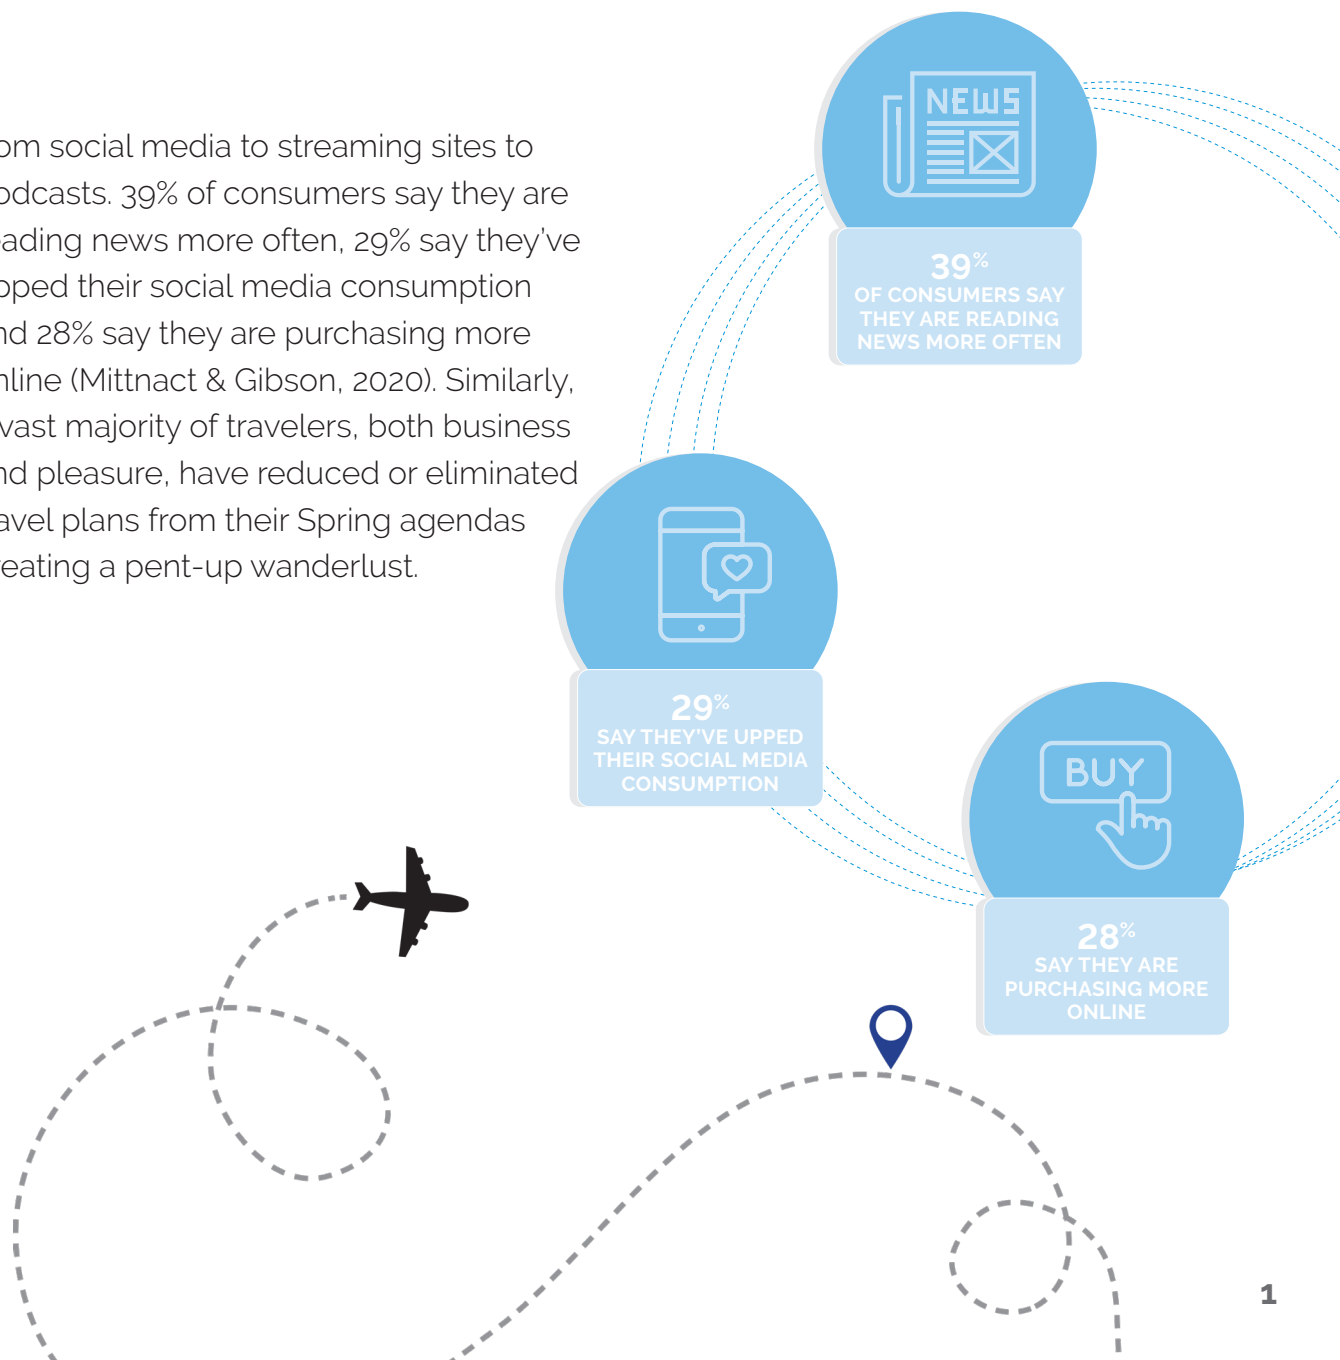 om social media to streaming sites to
odcasts. 39% of consumers say they are
eading news more often, 29% say they've
pped their social media consumption
nd 28% say they are purchasing more
nline (Mittnact & Gibson, 2020). Similarly,
vast majority of travelers, both business
nd pleasure, have reduced or eliminated
avel plans from their Spring agendas
reating a pent-up wanderlust.
NEWS
39%
OF CONSUMERS SAY
THEY ARE READING
NEWS MORE OFTEN
29%
SAY THEY'VE UPPED
THEIR SOCIAL MEDIA
CONSUMPTION
BUY
28%
SAY THEY ARE
PURCHASING MORE
ONLINE
1